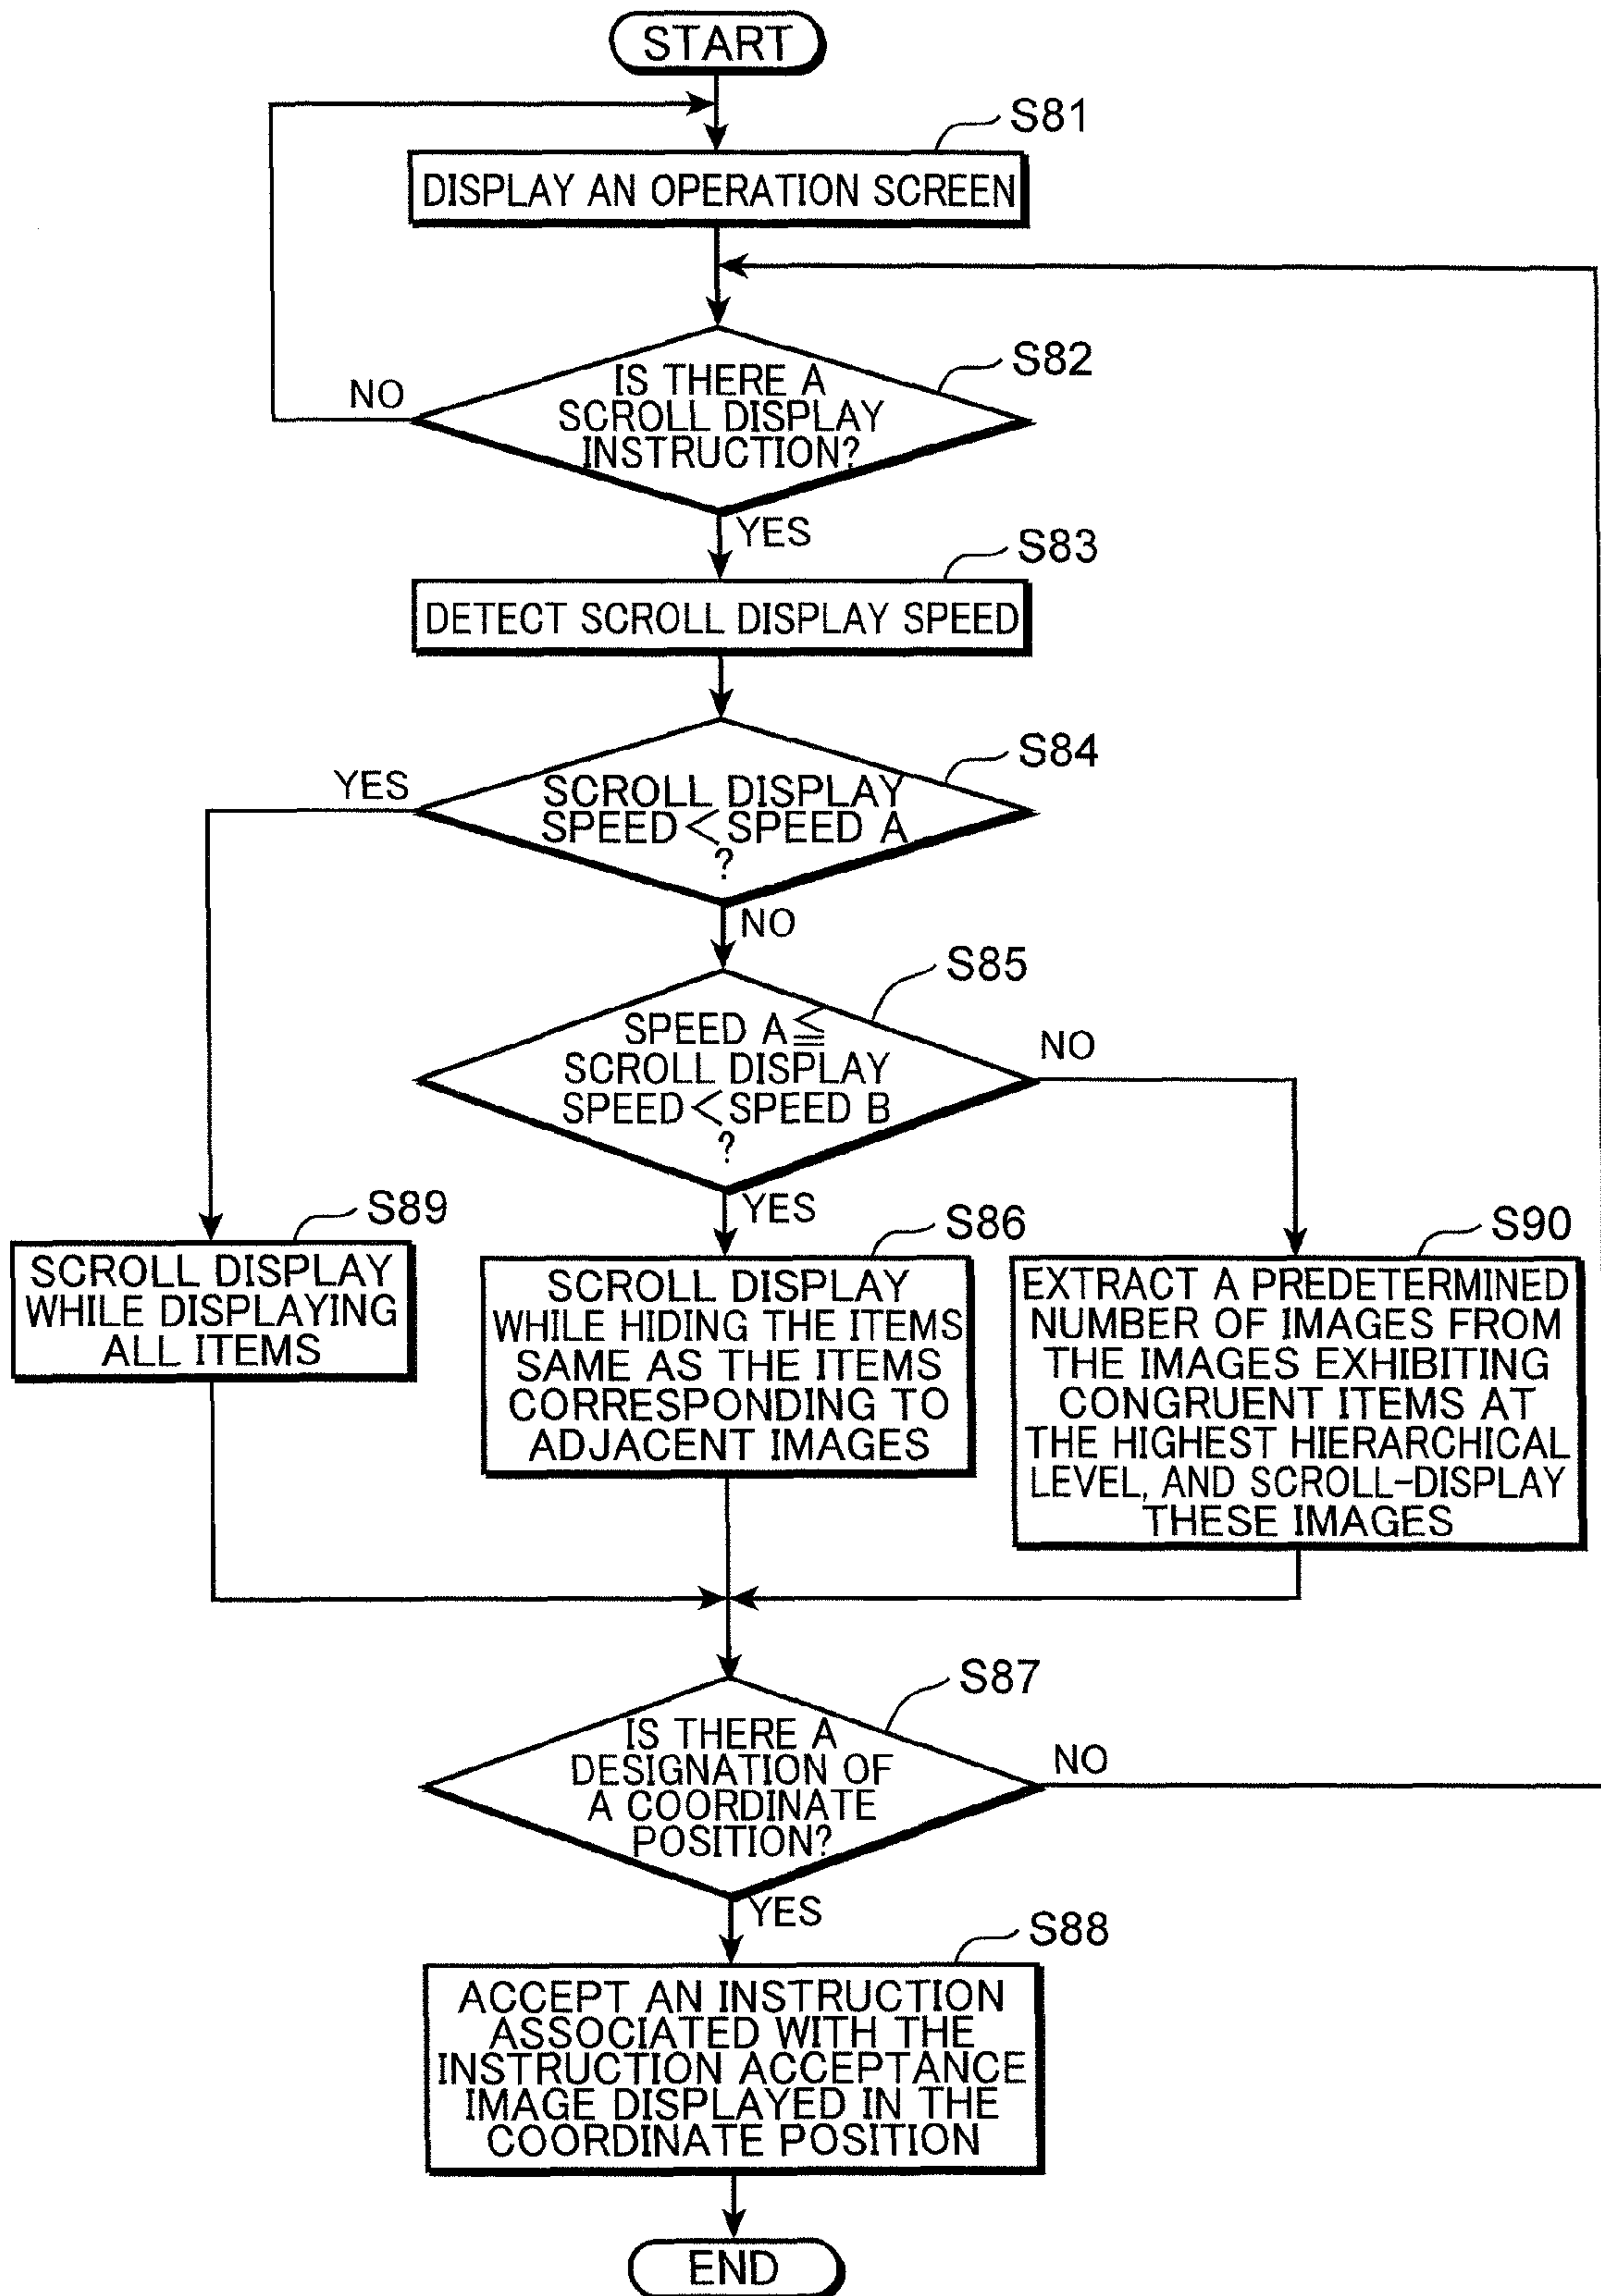 START
S81
DISPLAY AN OPERATION SCREEN
S82
IS THERE A
SCROLL DISPLAY
INSTRUCTION?
NO
YES
S83
DETECT SCROLL DISPLAY SPEED
S84
YES
SCROLL DISPLAY
SPEED<SPEED A
?
NO
S85
SPEED A≦
SCROLL DISPLAY
SPEED<SPEED B
?
NO
YES
S89
SCROLL DISPLAY
WHILE DISPLAYING
ALL ITEMS
S86
SCROLL DISPLAY
WHILE HIDING THE ITEMS
SAME AS THE ITEMS
CORRESPONDING TO
ADJACENT IMAGES
S90
EXTRACT A PREDETERMINED
NUMBER OF IMAGES FROM
THE IMAGES EXHIBITING
CONGRUENT ITEMS AT
THE HIGHEST HIERARCHICAL
LEVEL, AND SCROLL-DISPLAY
THESE IMAGES
S87
IS THERE A
DESIGNATION OF
A COORDINATE
POSITION?
NO
YES
S88
ACCEPT AN INSTRUCTION
ASSOCIATED WITH THE
INSTRUCTION ACCEPTANCE
IMAGE DISPLAYED IN THE
COORDINATE POSITION
END